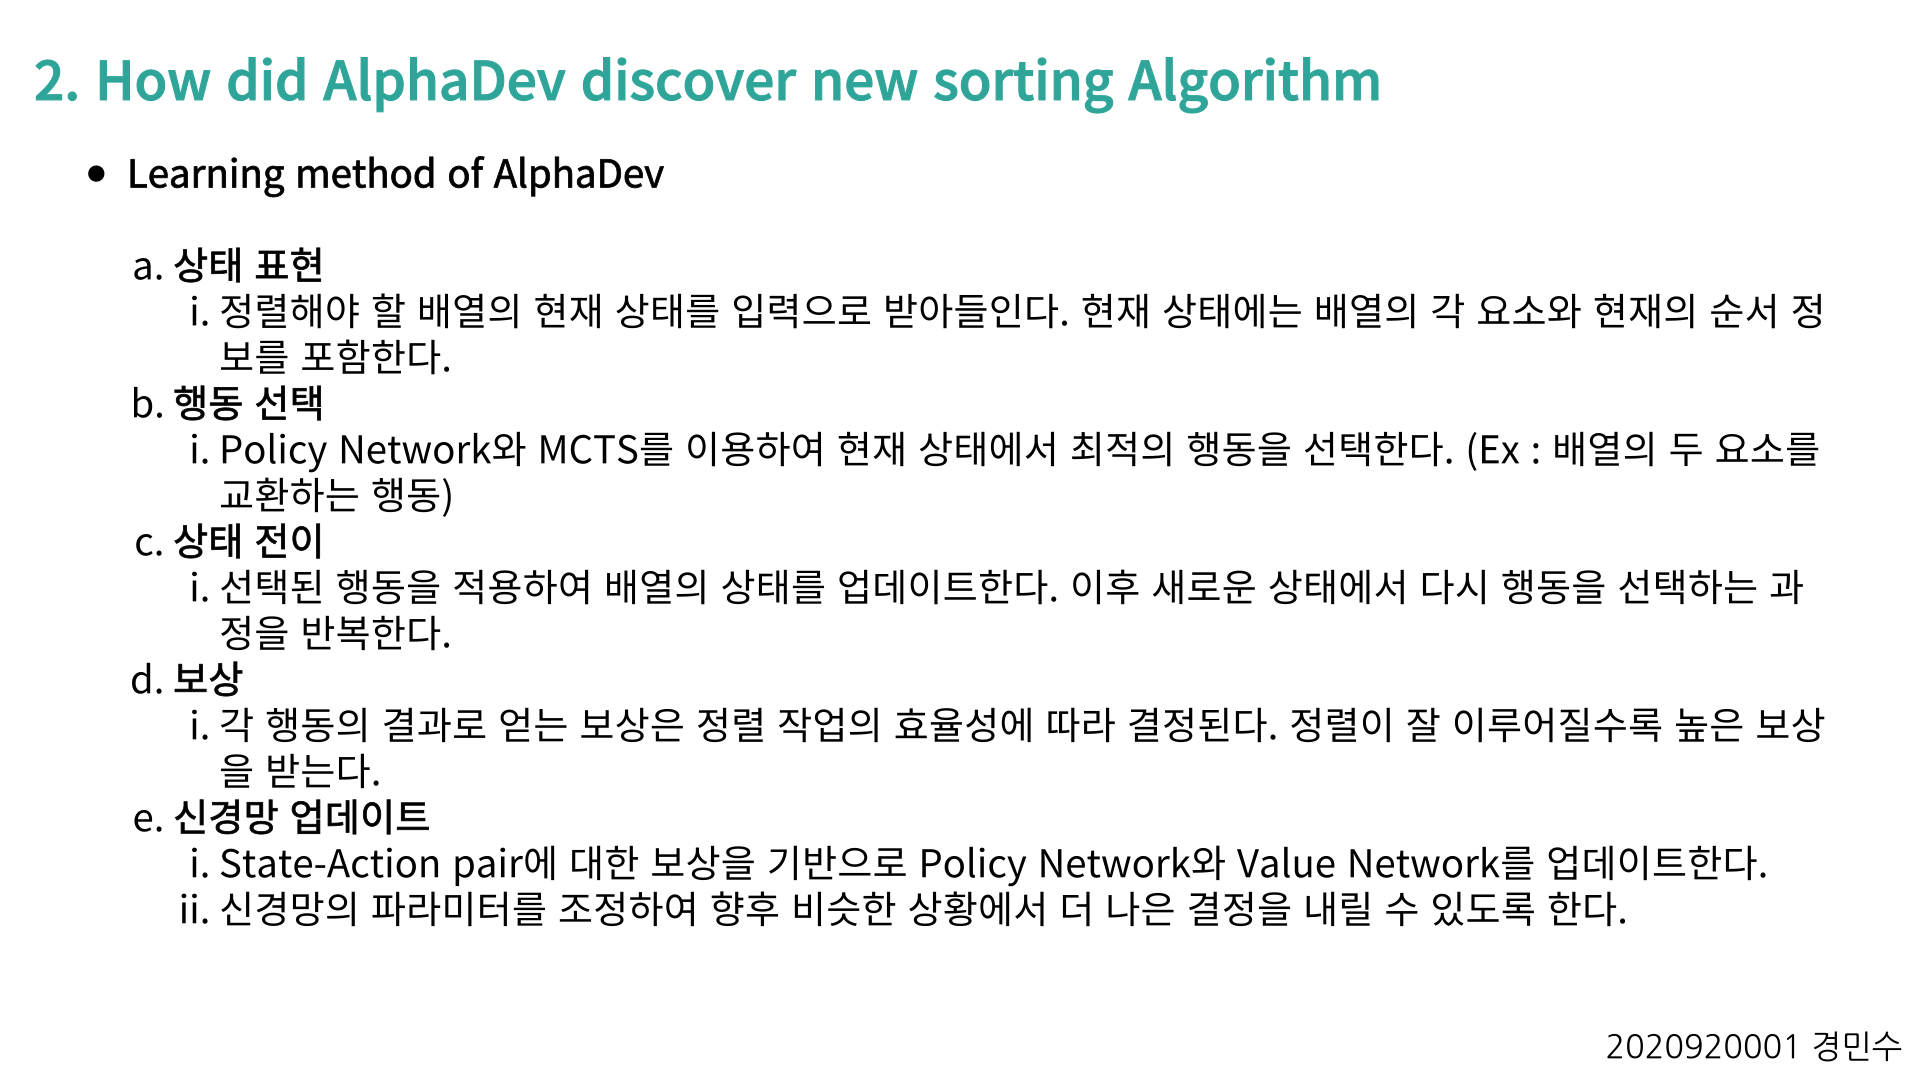 2. How did AlphaDev discover new sorting Algorithm
• Learning method of AlphaDev
a. 상태 표현
i. 정렬해야 할 배열의 현재 상태를 입력으로 받아들인다. 현재 상태에는 배열의 각 요소와 현재의 순서 정
보를 포함한다.
b. 행동 선택
i. Policy Network와 MCTS를 이용하여 현재 상태에서 최적의 행동을 선택한다. (Ex : 배열의 두 요소를
교환하는 행동)
c. 상태 전이
i. 선택된 행동을 적용하여 배열의 상태를 업데이트한다. 이후 새로운 상태에서 다시 행동을 선택하는 과
정을 반복한다.
d. 보상
i. 각 행동의 결과로 얻는 보상은 정렬 작업의 효율성에 따라 결정된다. 정렬이 잘 이루어질수록 높은 보상
을 받는다.
e. 신경망 업데이트
i. State-Action pair에 대한 보상을 기반으로 Policy Network와 Value Network를 업데이트한다.
ii. 신경망의 파라미터를 조정하여 향후 비슷한 상황에서 더 나은 결정을 내릴 수 있도록 한다.
2020920001 경민수